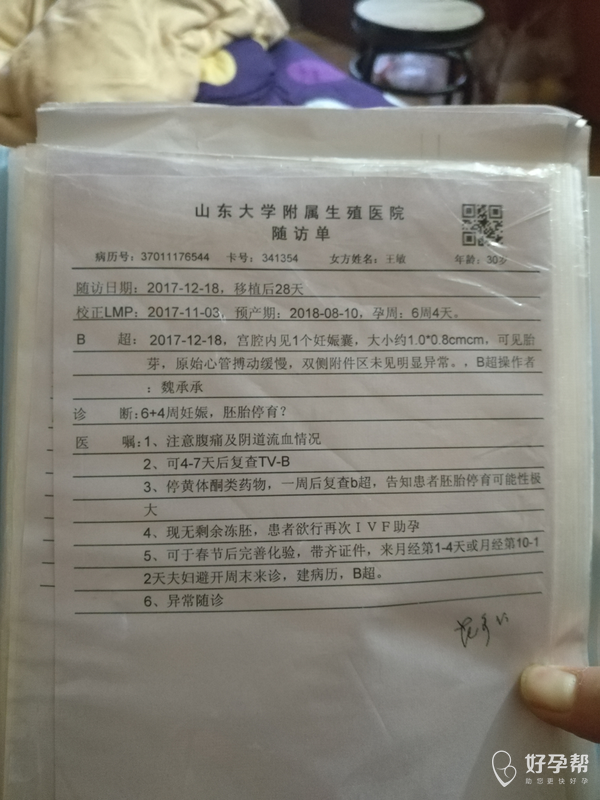 山东大学附属生殖医院
随访单
病历号：37011176544 卡号：341354 女方姓名：王敏 年龄：30岁
随访日期：2017-12-18，移植后28天
校正LMP：2017-11-03，预产期：2018-08-10，孕周：6周4天。
B 超：2017-12-18，宫腔内见1个妊娠囊，大小约1.0*0.8cmcm，可见胎
芽，原始心管搏动缓慢，双侧附件区未见明显异常。，B超操作者
：魏承承
诊 断：6+4周妊娠，胚胎停育？
医 嘱：1、注意腹痛及阴道流血情况
2、可4-7天后复查TV-B
3、停黄体酮类药物，一周后复查b超，告知患者胚胎停育可能性极
大
4、现无剩余冻胚，患者欲行再次IVF助孕
5、可于春节后完善化验，带齐证件，来月经第1-4天或月经第10-1
2天夫妇避开周末来诊，建病历，B超。
6、异常随诊
好孕帮
助您更快好孕